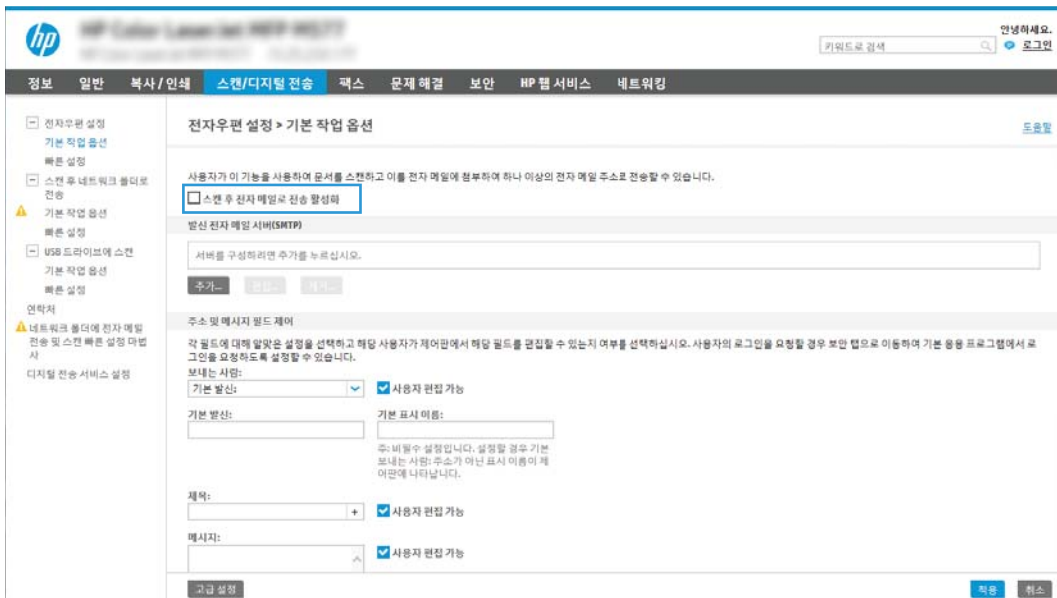 hp
안녕하세요.
키워드로 검색
로그인
정보 일반 복사 / 인쇄 스캔/디지털 전송 팩스 문제 해결 보안 HP 웹 서비스 네트워킹
전자우편 설정
기본 작업 옵션
빠른 설정
스캔 후 네트워크 폴더로
전송
기본 작업 옵션
빠른 설정
USB 드라이브에 스캔
기본 작업 옵션
빠른 설정
연락처
네트워크 폴더에 전자 메일
전송 및 스캔 빠른 설정 마법
사
디지털 전송 서비스 설정
전자우편 설정 > 기본 작업 옵션
도움말
사용자가 이 기능을 사용하여 문서를 스캔하고 이를 전자 메일에 첨부하여 하나 이상의 전자 메일 주소로 전송할 수 있습니다.
스캔 후 전자 메일로 전송 활성화
발신 전자 메일 서버(SMTP)
서버를 구성하려면 추가를 누르십시오.
추가... 편집... 제거...
주소 및 메시지 필드 제어
각 필드에 대해 알맞은 설정을 선택하고 해당 사용자가 제어판에서 해당 필드를 편집할 수 있는지 여부를 선택하십시오. 사용자의 로그인을 요청할 경우 보안 탭으로 이동하여 기본 응용 프로그램에서 로
그인을 요청하도록 설정할 수 있습니다.
보내는 사람:
기본 발신: 사용자 편집 가능
기본 발신: 기본 표시 이름:
주: 비필수 설정입니다. 설정할 경우 기본
보내는 사람: 주소가 아닌 표시 이름이 제
어판에 나타납니다.
제목:
+ 사용자 편집 가능
메시지:
사용자 편집 가능
고급 설정 적용 취소